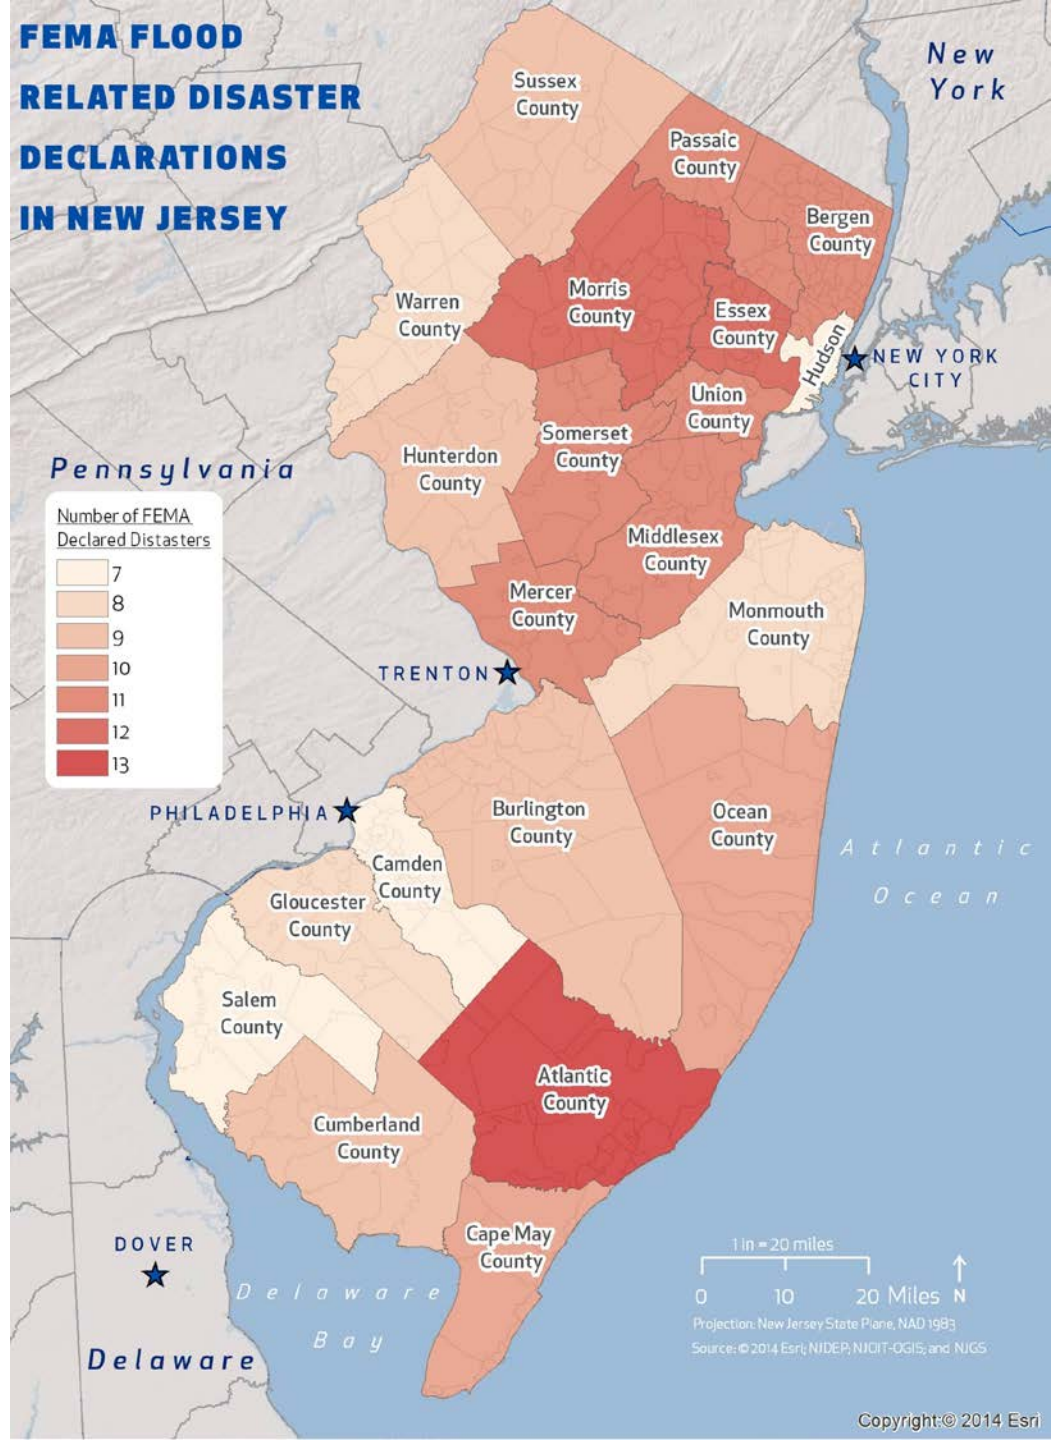 FEMA FLOOD
RELATED DISASTER
DECLARATIONS
IN NEW JERSEY
New
York
Sussex
County
Passaic
County
Bergen
County
Warren
County
Morris
County
Essex
County
Hudson
NEW YORK
CITY
Union
County
Somerset
County
Hunterdon
County
Pennsylvania
Number of FEMA
Declared Distasters
7
8
9
10
11
12
13
Middlesex
County
Mercer
County
Monmouth
County
TRENTON
PHILADELPHIA
Burlington
County
Ocean
County
Atlantic
Ocean
Camden
County
Gloucester
County
Salem
County
Atlantic
County
Cumberland
County
Cape May
County
DOVER
Delaware
Bay
Delaware
1 in = 20 miles
0 10 20 Miles N
Projection: New Jersey State Plane, NAD 1983
Source: © 2014 Esri; NJDEP; NJOIT-OGIS; and NJGS
Copyright:© 2014 Esri